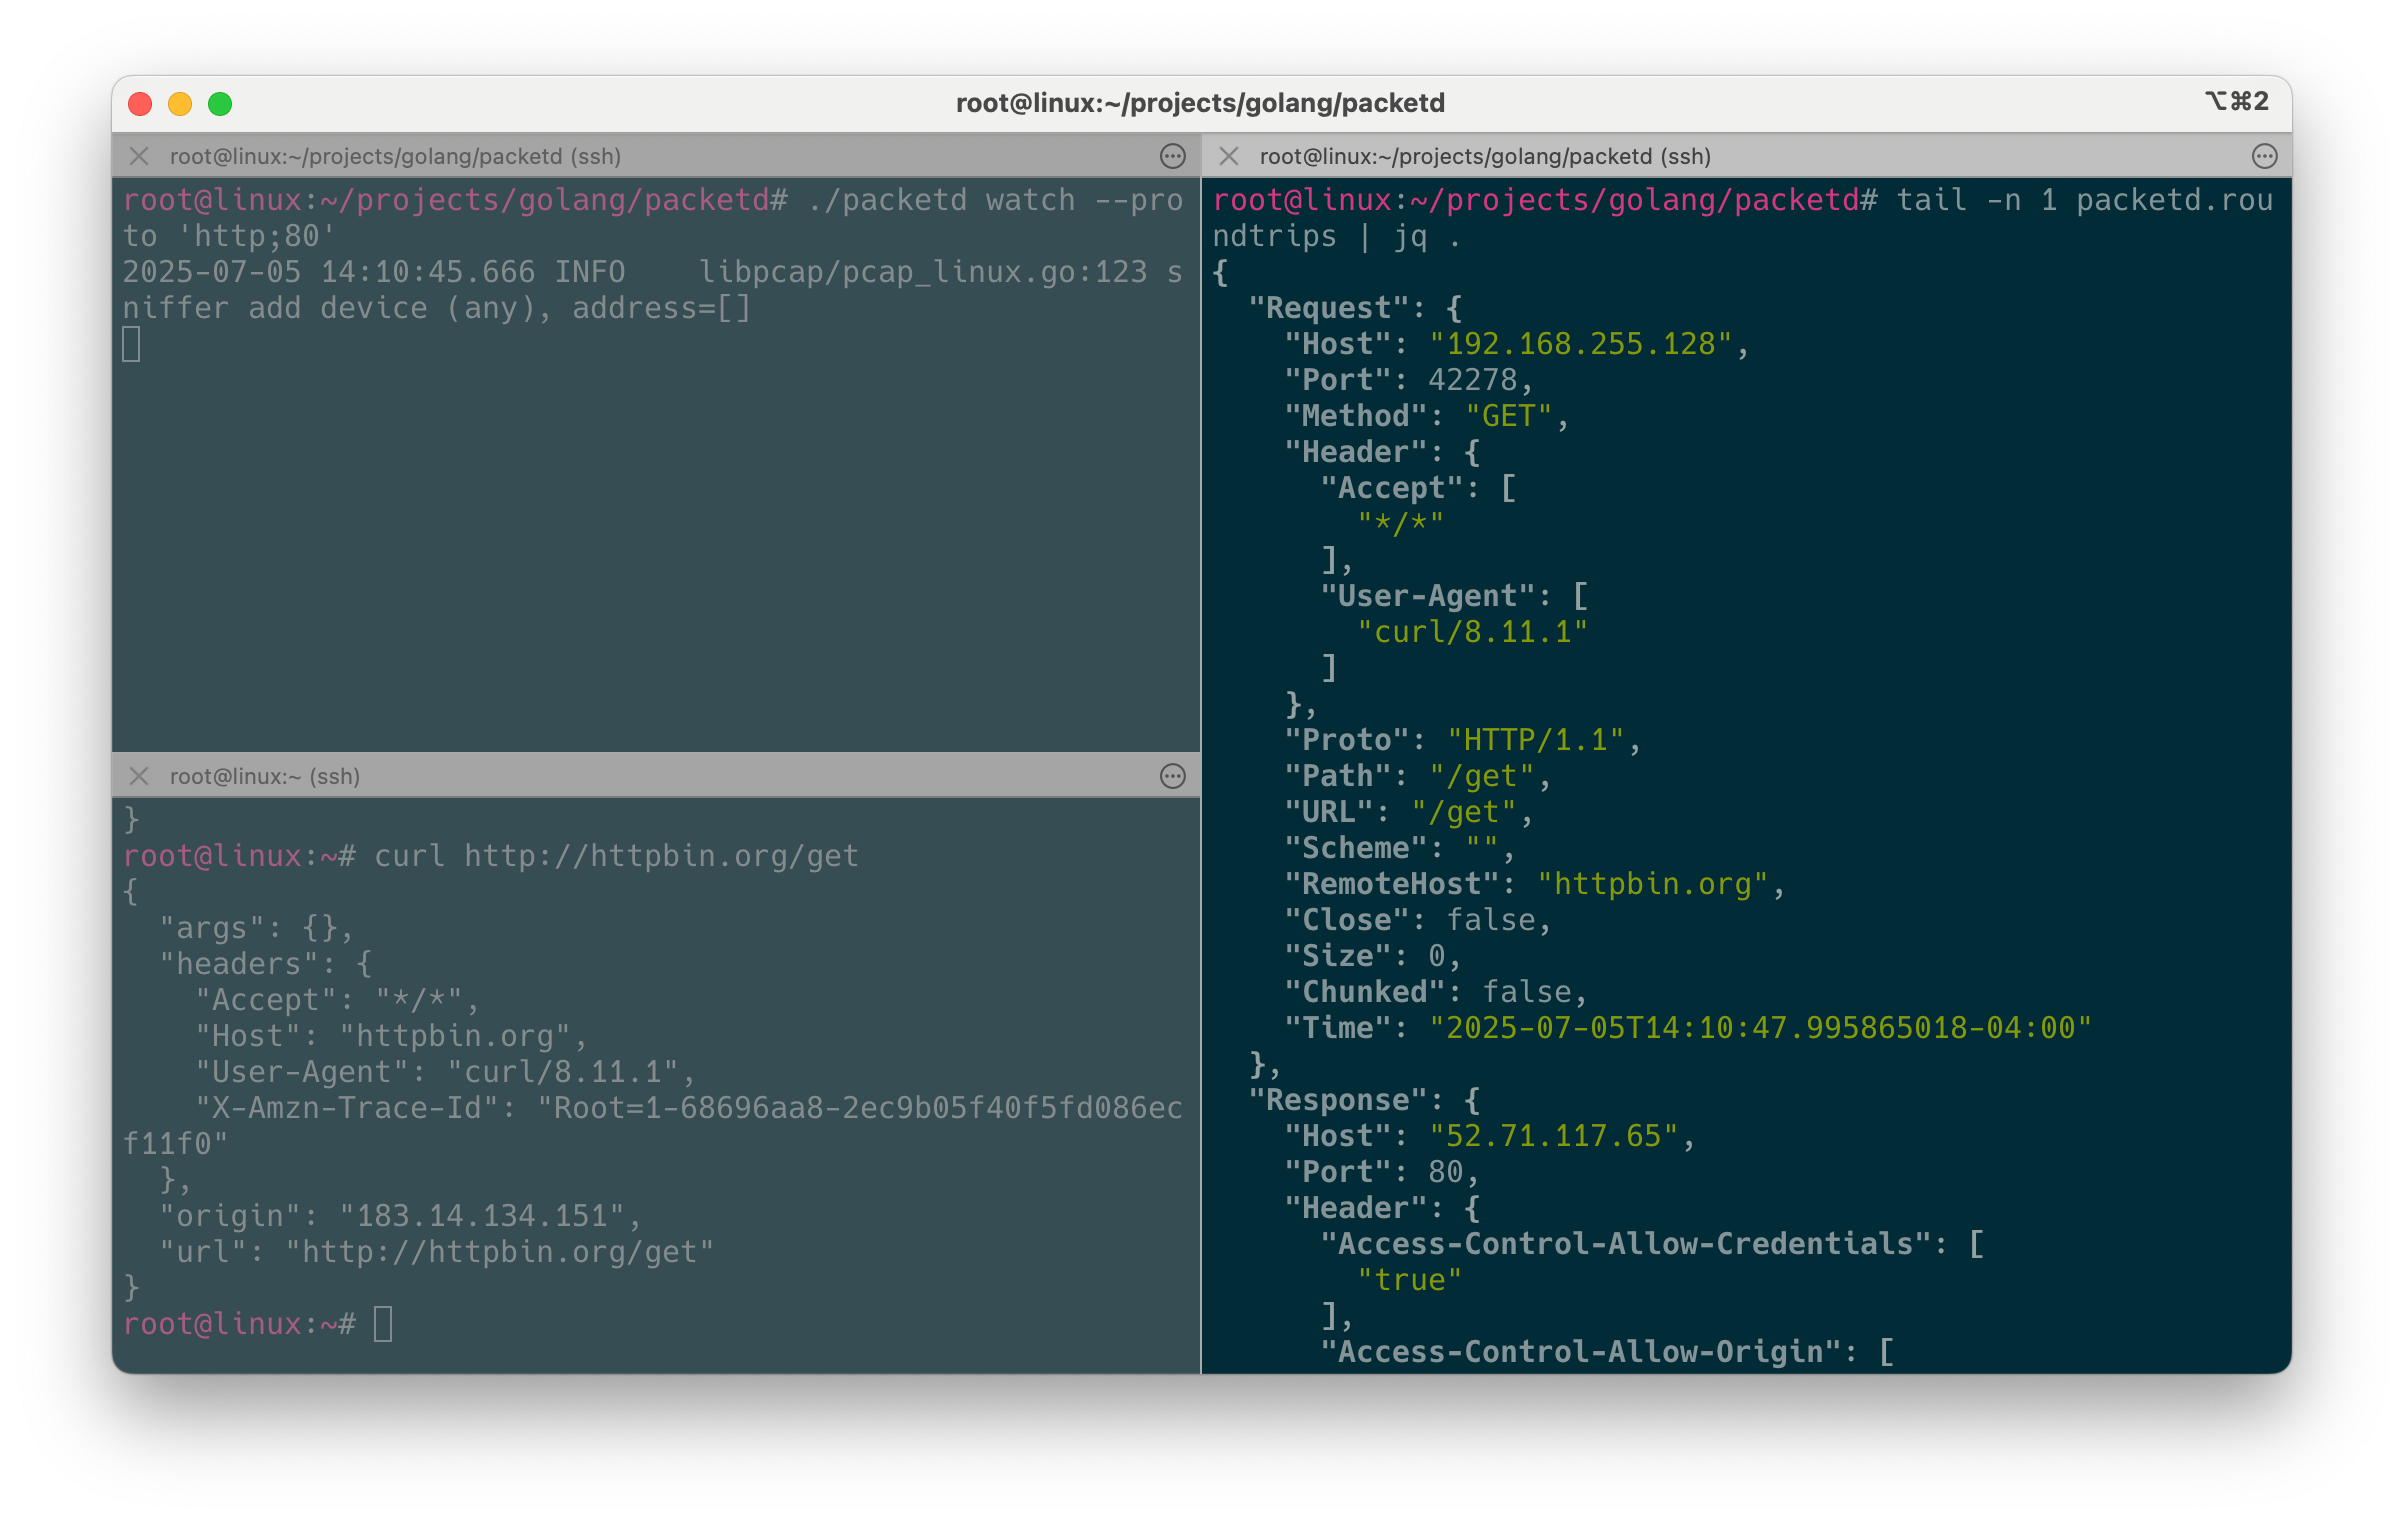 root@linux:~/projects/golang/packetd
⌥⌘2
root@linux:~/projects/golang/packetd (ssh)
root@linux:~/projects/golang/packetd# ./packetd watch --pro
to 'http;80'
2025-07-05 14:10:45.666 INFO    libpcap/pcap_linux.go:123 s
niffer add device (any), address=[]
root@linux:~ (ssh)
}
root@linux:~# curl http://httpbin.org/get
{
  "args": {},
  "headers": {
    "Accept": "*/*",
    "Host": "httpbin.org",
    "User-Agent": "curl/8.11.1",
    "X-Amzn-Trace-Id": "Root=1-68696aa8-2ec9b05f40f5fd086ec
f11f0"
  },
  "origin": "183.14.134.151",
  "url": "http://httpbin.org/get"
}
root@linux:~#
root@linux:~/projects/golang/packetd (ssh)
root@linux:~/projects/golang/packetd# tail -n 1 packetd.rou
ndtrips | jq .
{
  "Request": {
    "Host": "192.168.255.128",
    "Port": 42278,
    "Method": "GET",
    "Header": {
      "Accept": [
        "*/*"
      ],
      "User-Agent": [
        "curl/8.11.1"
      ]
    },
    "Proto": "HTTP/1.1",
    "Path": "/get",
    "URL": "/get",
    "Scheme": "",
    "RemoteHost": "httpbin.org",
    "Close": false,
    "Size": 0,
    "Chunked": false,
    "Time": "2025-07-05T14:10:47.995865018-04:00"
  },
  "Response": {
    "Host": "52.71.117.65",
    "Port": 80,
    "Header": {
      "Access-Control-Allow-Credentials": [
        "true"
      ],
      "Access-Control-Allow-Origin": [